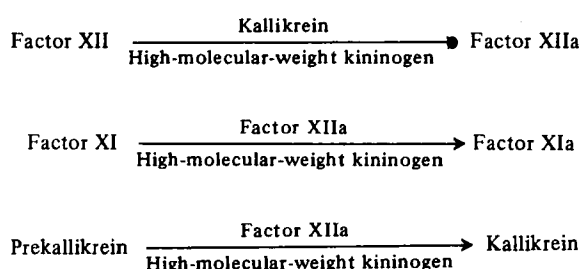 Kallikrein
Factor XII Factor XIIa
High-molecular-weight kininogen
Factor XIIa
Factor XI Factor XIa
High-molecular-weight kininogen
Factor XIIa
Prekallikrein Kallikrein
High-molecular-weight kininogen